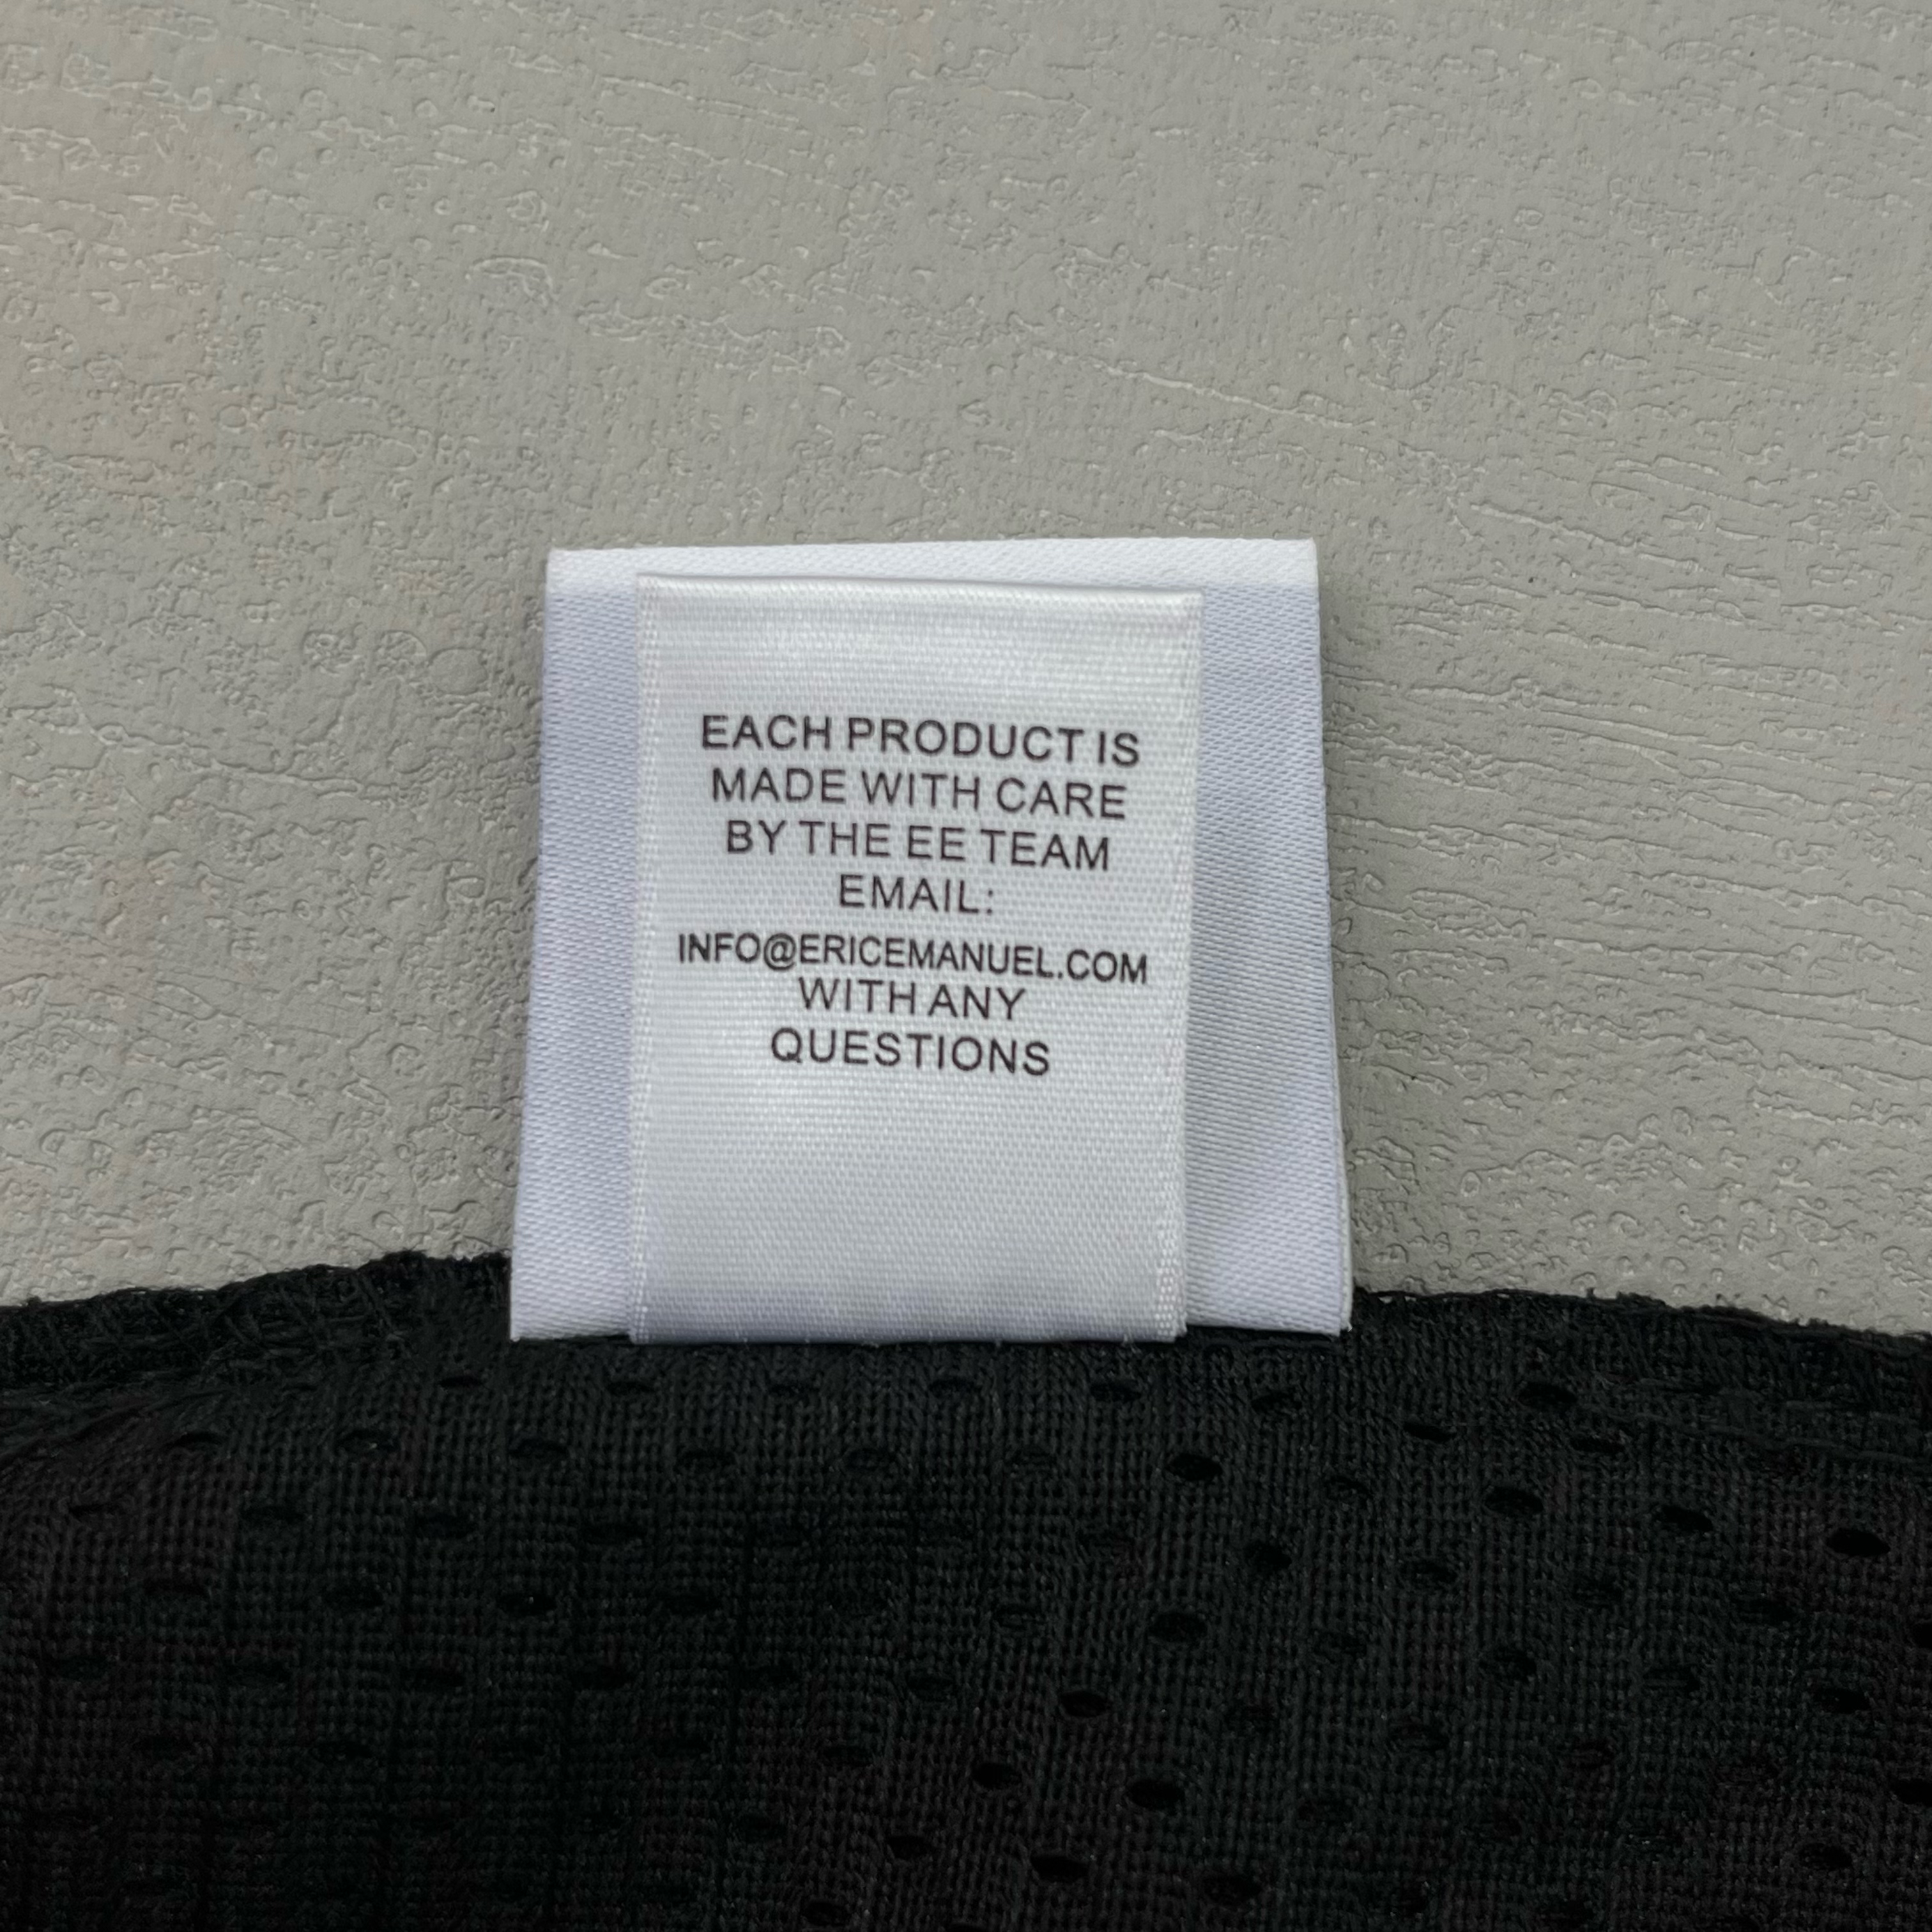 EACH PRODUCT IS
MADE WITH CARE
BY THE EE TEAM
EMAIL:
INFO@ERICEMANUEL.COM
WITH ANY
QUESTIONS